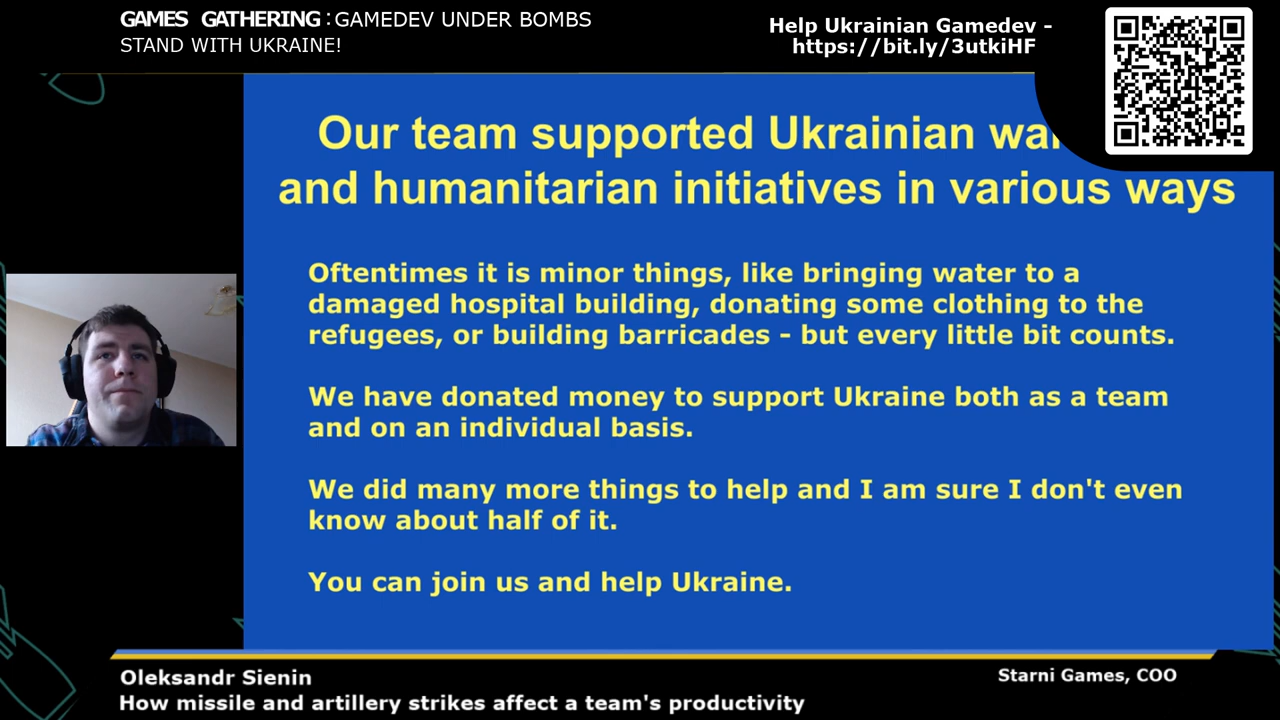 GAMES GATHERING : GAMEDEV UNDER BOMBS
STAND WITH UKRAINE!
Help Ukrainian Gamedev -
https://bit.ly/3utkiHF
Our team supported Ukrainian
and humanitarian initiatives in various ways
Oftentimes it is minor things, like bringing water to a
damaged hospital building, donating some clothing to the
refugees, or building barricades - but every little bit counts.
We have donated money to support Ukraine both as a team
and on an individual basis.
We did many more things to help and I am sure I don't even
know about half of it.
You can join us and help Ukraine.
Oleksandr Sienin
How missile and artillery strikes affect a team's productivity
Starni Games, COO